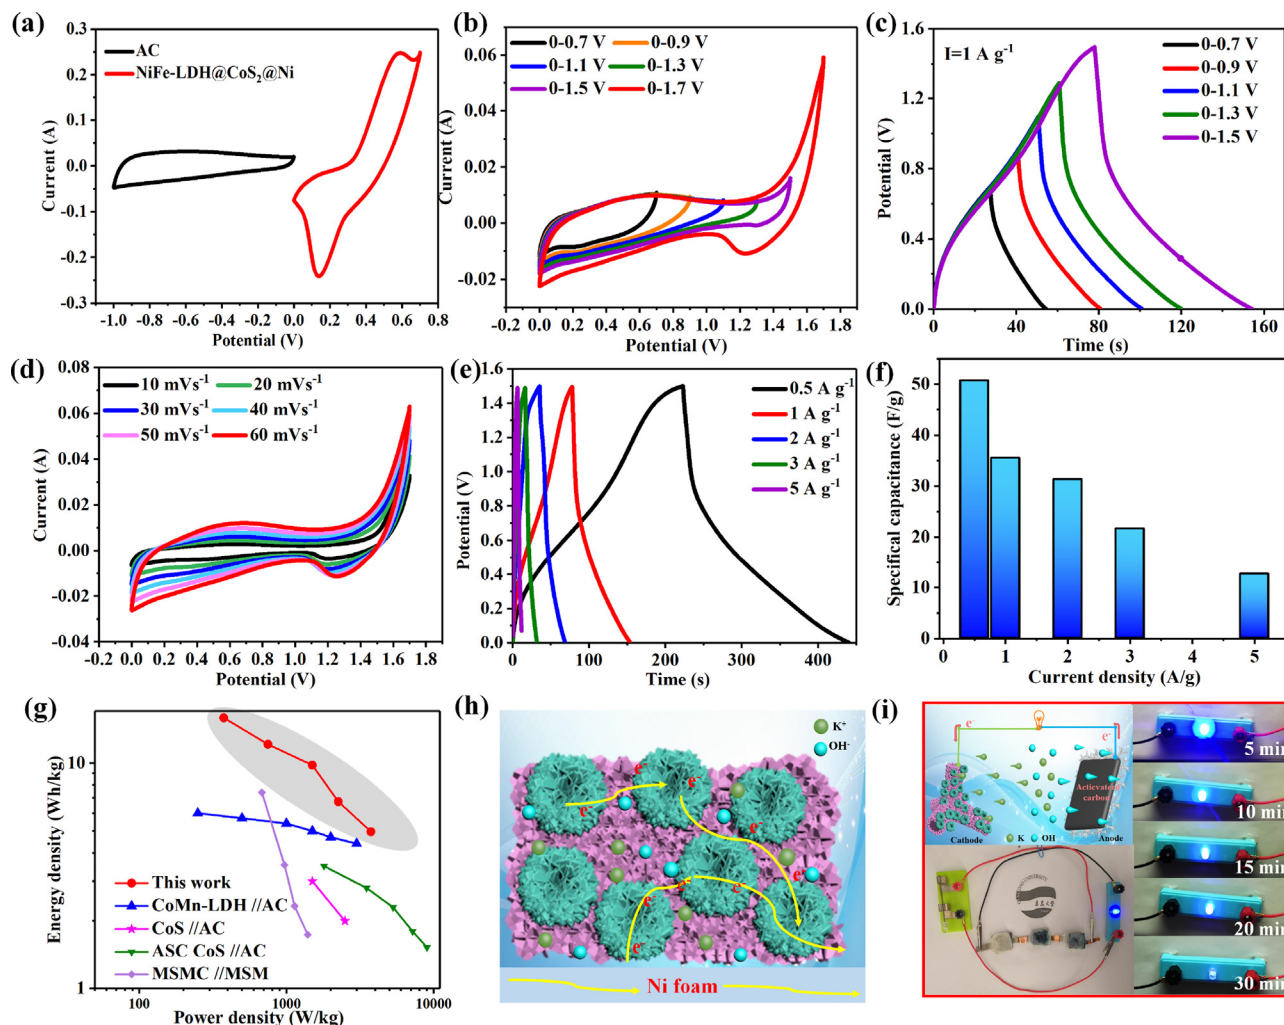 (a)
AC
NiFe-LDH@CoS₂@Ni
0.3
0.2
0.1
0.0
-0.1
-0.2
-0.3
Current (A)
-1.0 -0.8 -0.6 -0.4 -0.2 0.0 0.2 0.4 0.6 0.8
Potential (V)
(b)
0-0.7 V 0-0.9 V
0-1.1 V 0-1.3 V
0-1.5 V 0-1.7 V
0.06
0.04
0.02
0.00
-0.02
Current (A)
0.0 0.2 0.4 0.6 0.8 1.0 1.2 1.4 1.6 1.8
Potential (V)
(c)
I=1 A g⁻¹
0-0.7 V
0-0.9 V
0-1.1 V
0-1.3 V
0-1.5 V
1.6
1.2
0.8
0.4
0.0
Potential (V)
0 40 80 120 160
Time (s)
(d)
10 mVs⁻¹ 20 mVs⁻¹
30 mVs⁻¹ 40 mVs⁻¹
50 mVs⁻¹ 60 mVs⁻¹
0.08
0.06
0.04
0.02
0.00
-0.02
-0.04
Current (A)
-0.2 0.0 0.2 0.4 0.6 0.8 1.0 1.2 1.4 1.6 1.8
Potential (V)
(e)
0.5 A g⁻¹
1 A g⁻¹
2 A g⁻¹
3 A g⁻¹
5 A g⁻¹
1.6
1.4
1.2
1.0
0.8
0.6
0.4
0.2
0.0
Potential (V)
0 100 200 300 400
Time (s)
(f)
50
40
30
20
10
0
Specifical capacitance (F/g)
0 1 2 3 4 5
Current density (A/g)
(g)
10
1
Energy density (Wh/kg)
This work
CoMn-LDH //AC
CoS //AC
ASC CoS //AC
MSMC //MSM
100 1000 10000
Power density (W/kg)
(h)
K⁺
OH⁻
e⁻
e⁻
e⁻
e⁻
e⁻
e⁻
e⁻
e⁻
Ni foam
(i)
e⁻
e⁻
Actievated
carbon
Cathode
K
OH
Anode
5 min
10 min
15 min
20 min
30 min